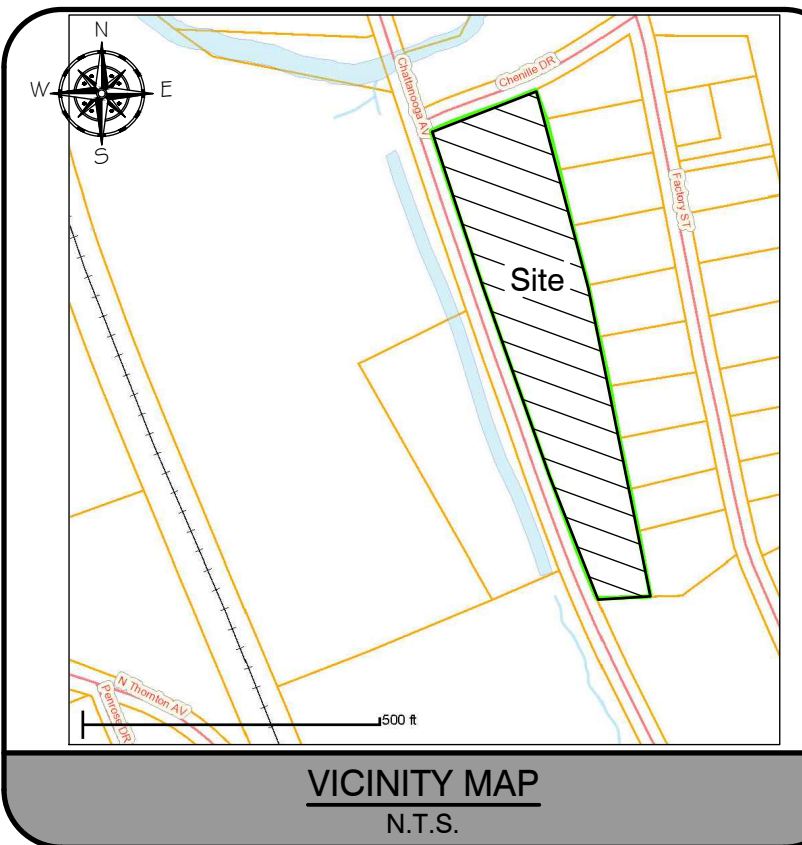 N
W E
S
Chattanooga AV
Chenille DR
Factory ST
Site
N Thornton AV
Penrose DR
500 ft
VICINITY MAP
N.T.S.